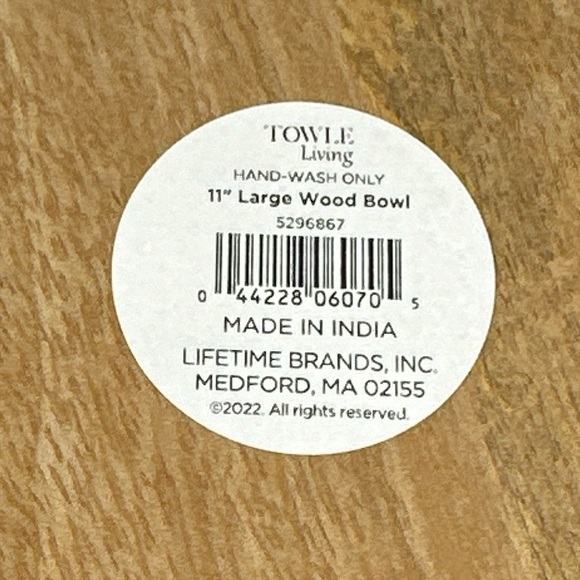 TOWLE
Living
HAND-WASH ONLY
11" Large Wood Bowl
5296867
0 44228 06070 5
MADE IN INDIA
LIFETIME BRANDS, INC.
MEDFORD, MA 02155
©2022. All rights reserved.